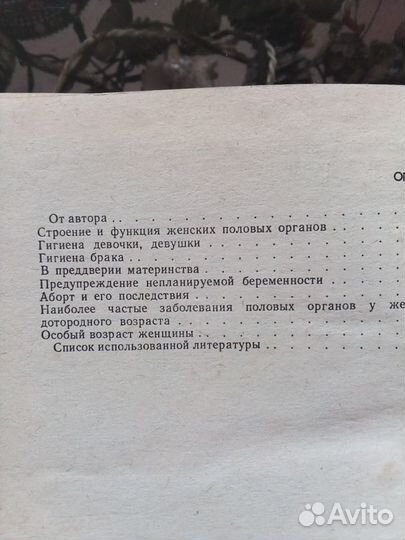 От автора
Строение и функция женских половых органов
Гигиена девочки, девушки
Гигиена брака
В преддверии материнства
Предупреждение непланируемой беременности
Аборт и его последствия
Наиболее частые заболевания половых органов у же
дотородного возраста
Особый возраст женщины
Список использованной литературы
Avito